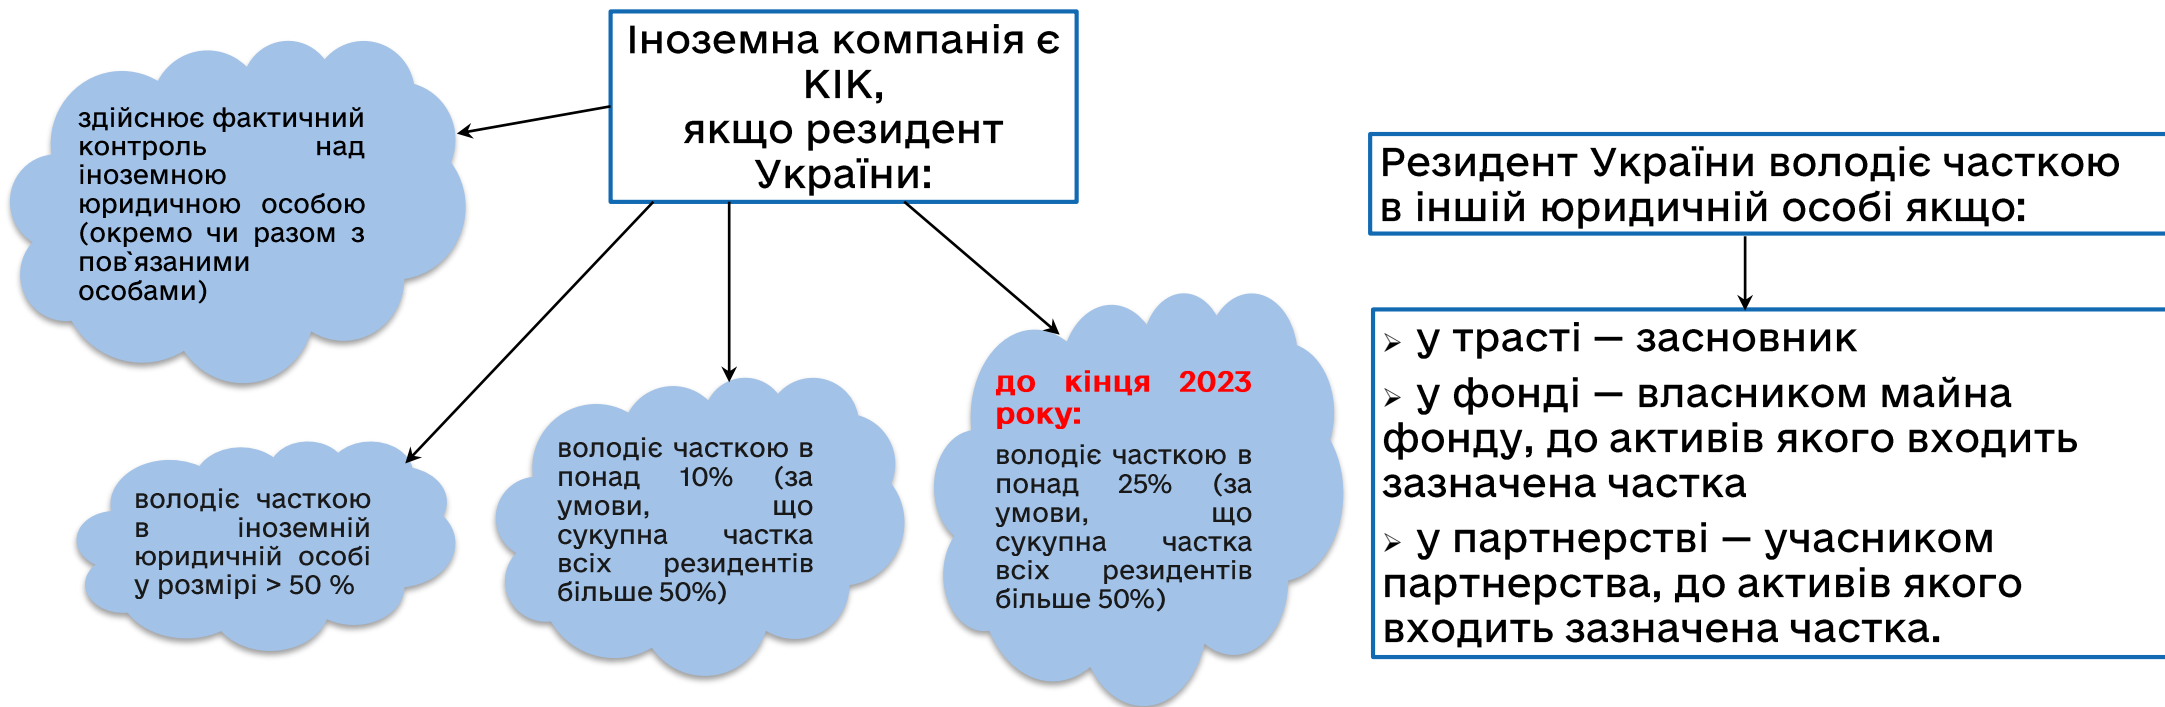 Іноземна компанія є
КІК,
якщо резидент
України:
здійснює фактичний
контроль над
іноземною
юридичною особою
(окремо чи разом з
пов`язаними
особами)
володіє часткою
в іноземній
юридичній особі
у розмірі > 50 %
володіє часткою в
понад 10% (за
умови, що
сукупна частка
всіх резидентів
більше 50%)
до кінця 2023
року:
володіє часткою в
понад 25% (за
умови, що
сукупна частка
всіх резидентів
більше 50%)
Резидент України володіє часткою
в іншій юридичній особі якщо:
➢ у трасті — засновник
➢ у фонді — власником майна
фонду, до активів якого входить
зазначена частка
➢ у партнерстві — учасником
партнерства, до активів якого
входить зазначена частка.